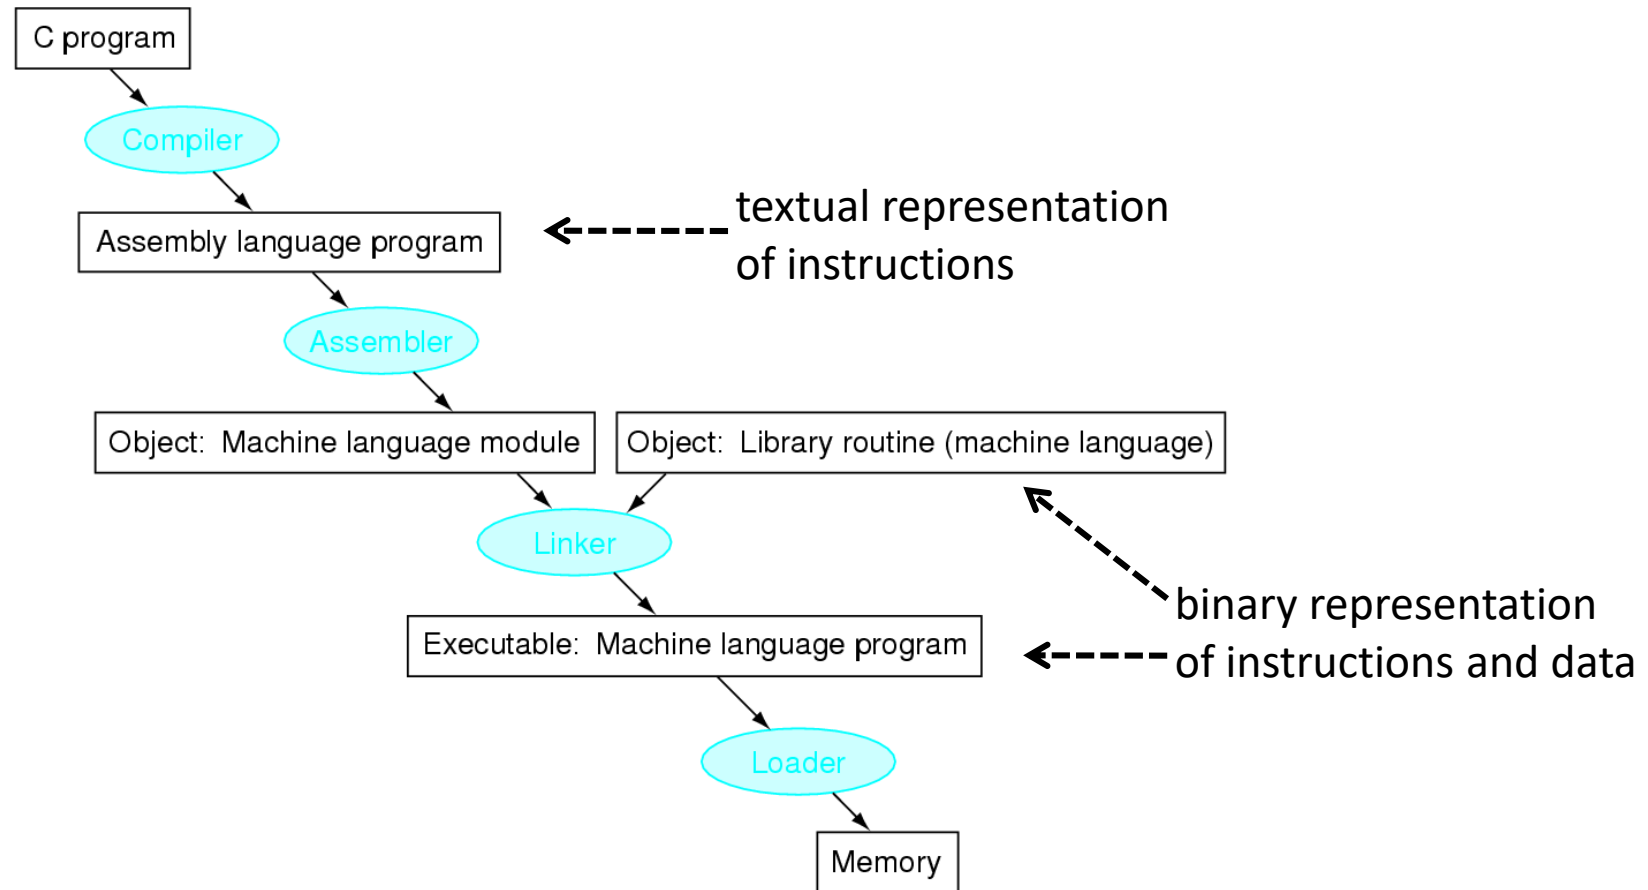 C program
Compiler
textual representation
of instructions
Assembly language program
Assembler
Object: Machine language module
Object: Library routine (machine language)
Linker
binary representation
of instructions and data
Executable: Machine language program
Loader
Memory